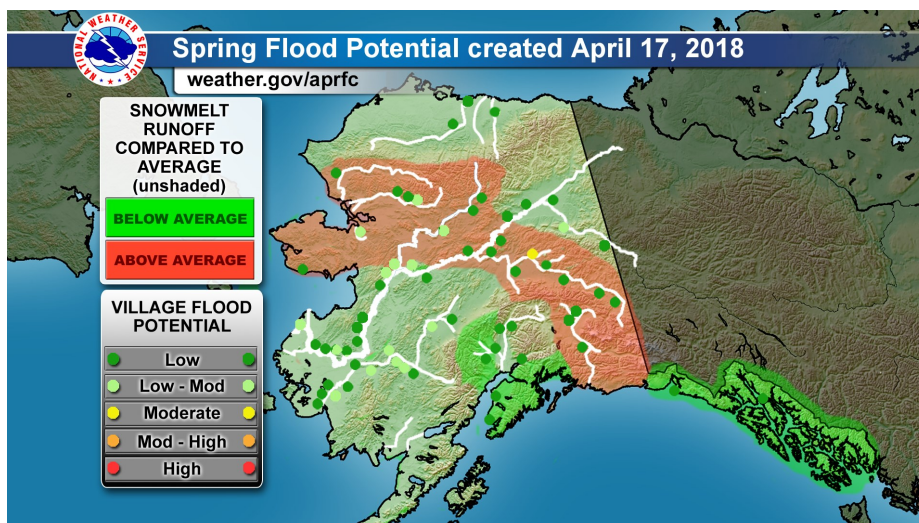 NATIONAL WEATHER SERVICE
Spring Flood Potential created April 17, 2018
weather.gov/aprfc
SNOWMELT
RUNOFF
COMPARED TO
AVERAGE
(unshaded)
BELOW AVERAGE
ABOVE AVERAGE
VILLAGE FLOOD
POTENTIAL
Low
Low - Mod
Moderate
Mod - High
High